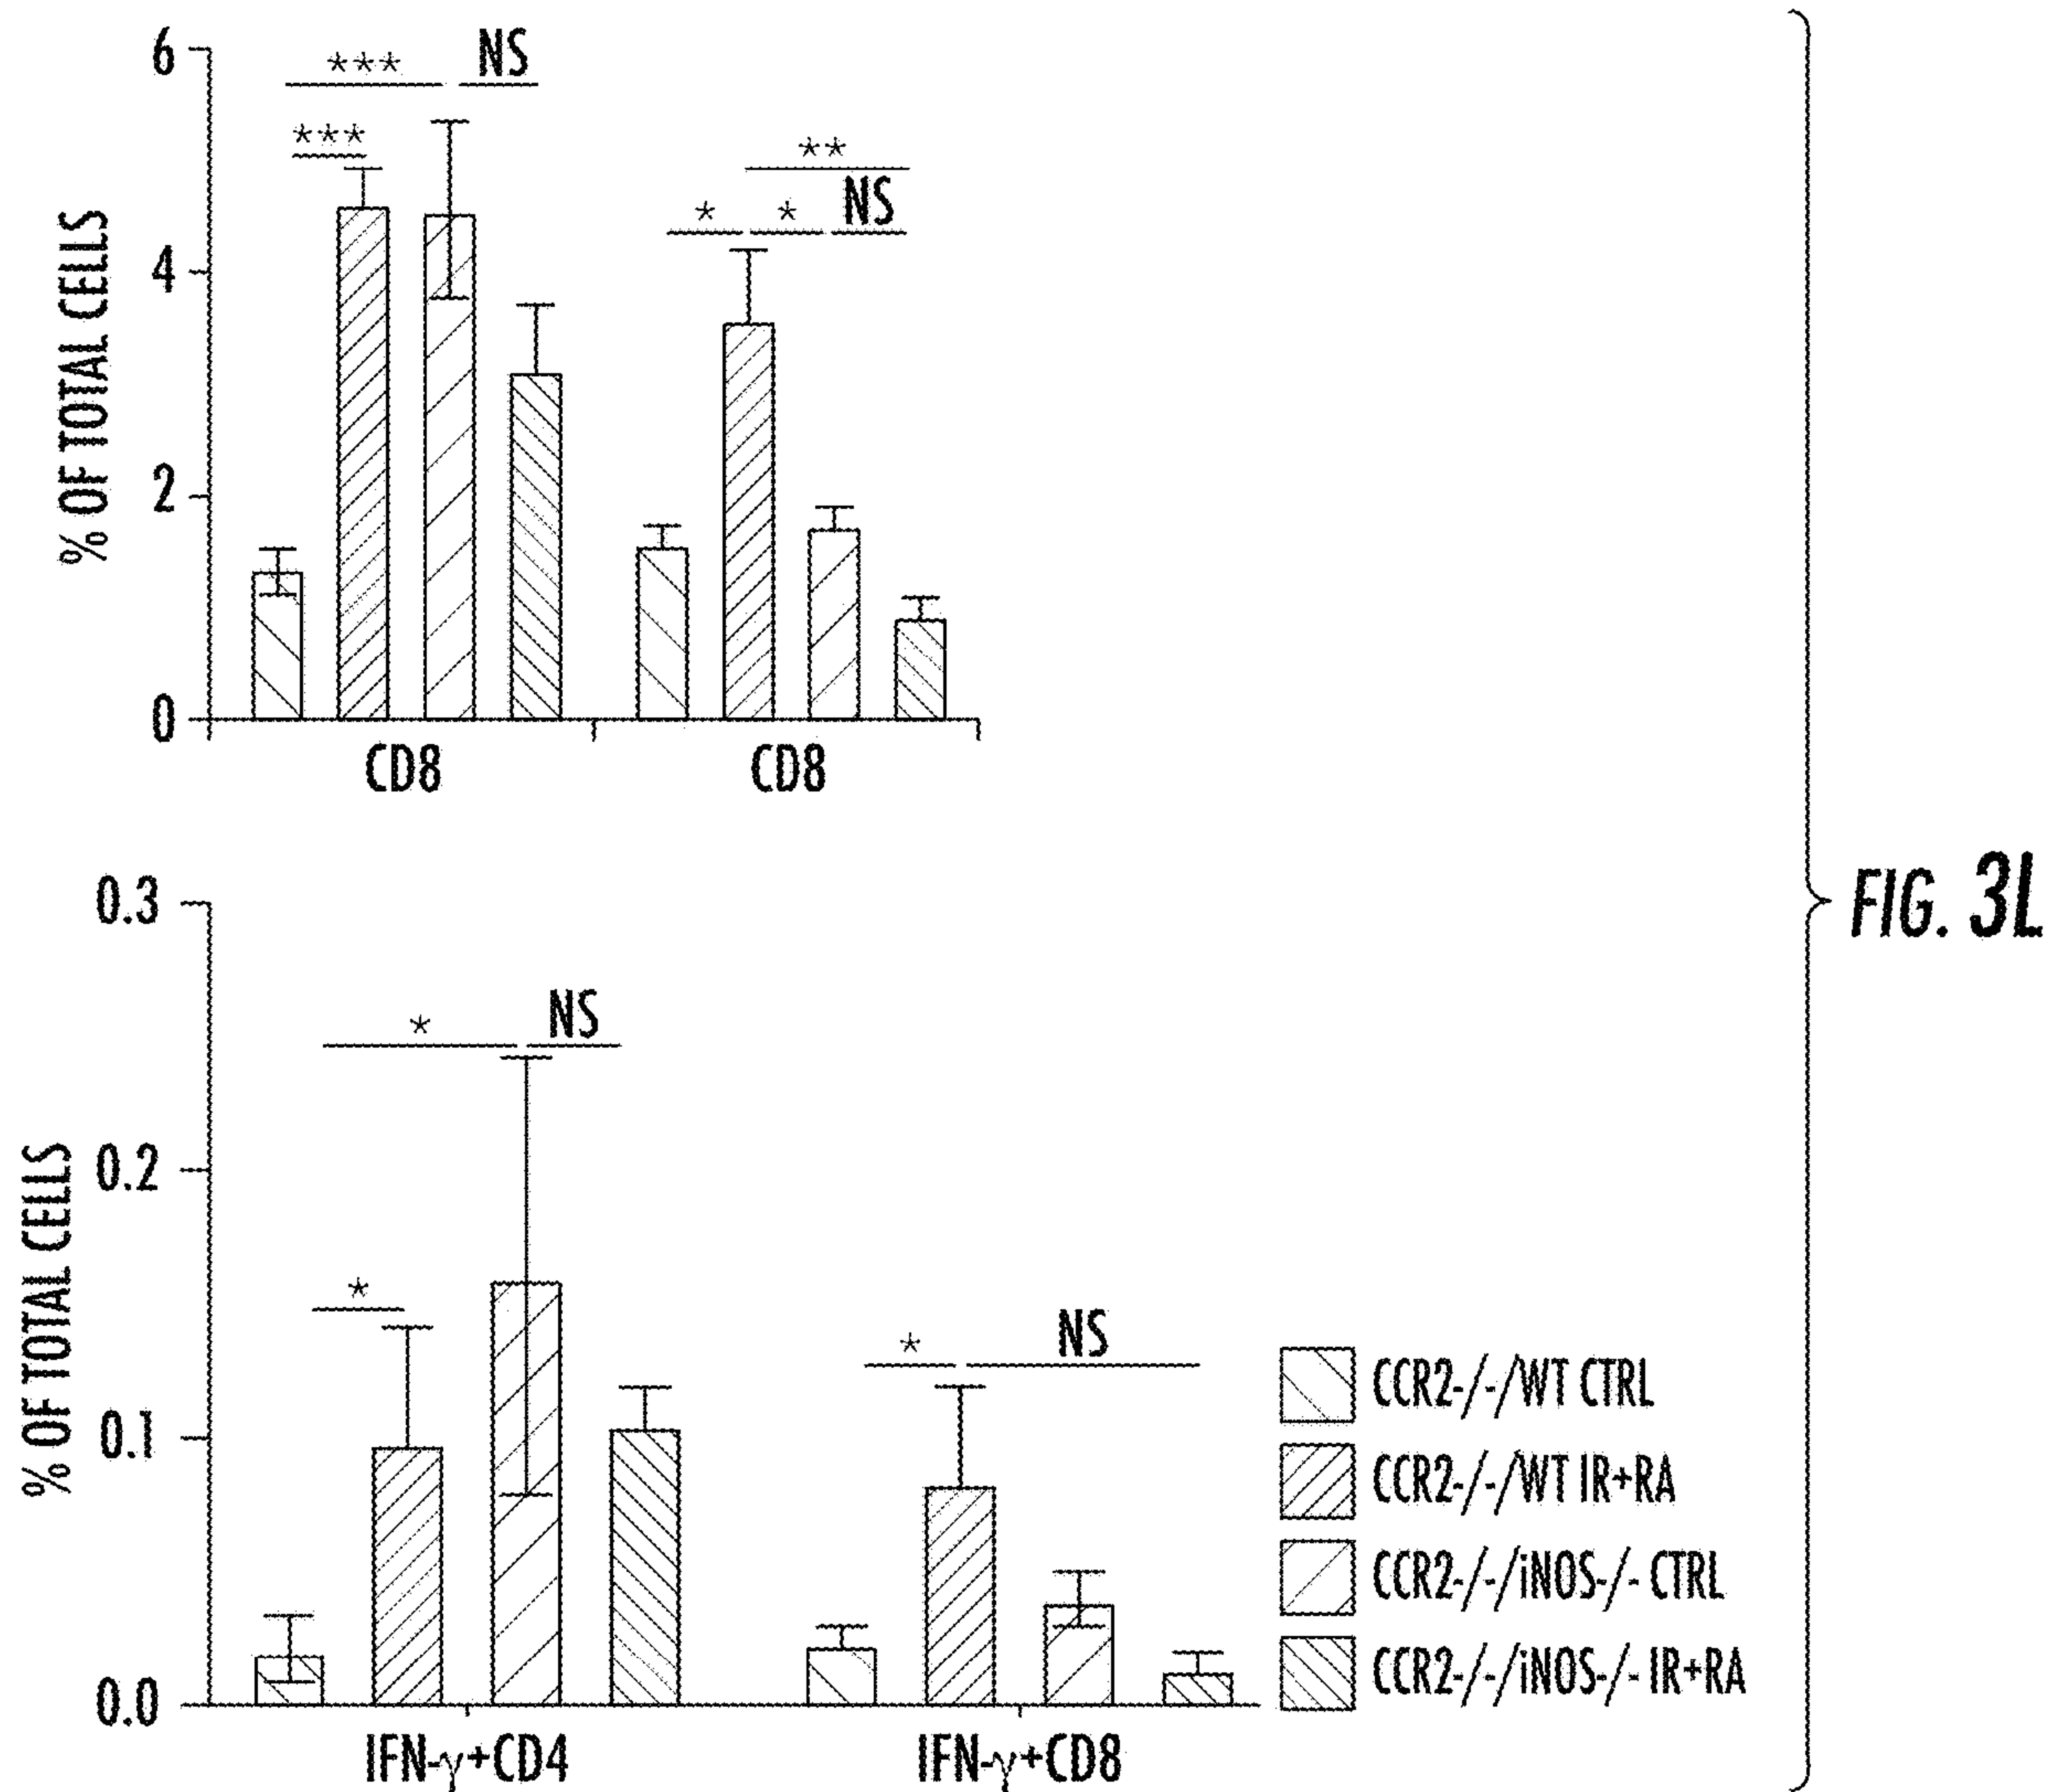 % OF TOTAL CELLS
6
4
2
0
***
NS
***
**
*
*
NS
CD8
CD8
% OF TOTAL CELLS
0.3
0.2
0.1
0.0
*
NS
*
*
NS
IFN-γ+CD4
IFN-γ+CD8
CCR2-/-/WT CTRL
CCR2-/-/WT IR+RA
CCR2-/-/iNOS-/- CTRL
CCR2-/-/iNOS-/- IR+RA
FIG. 3L